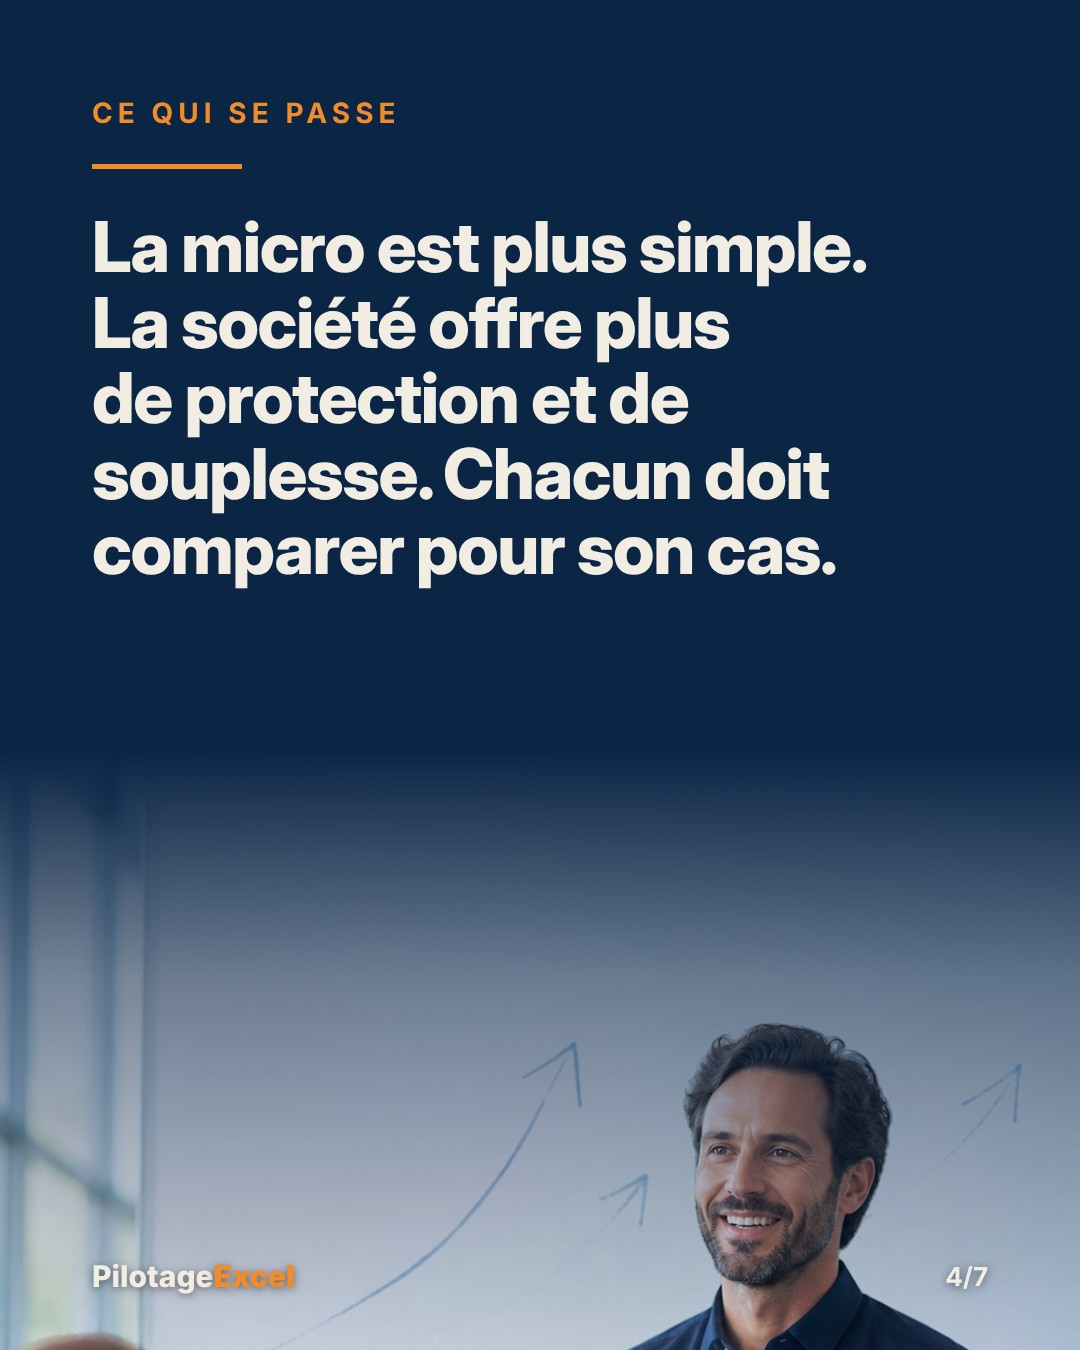 CE QUI SE PASSE
La micro est plus simple.
La société offre plus
de protection et de
souplesse. Chacun doit
comparer pour son cas.
PilotageExcel
4/7